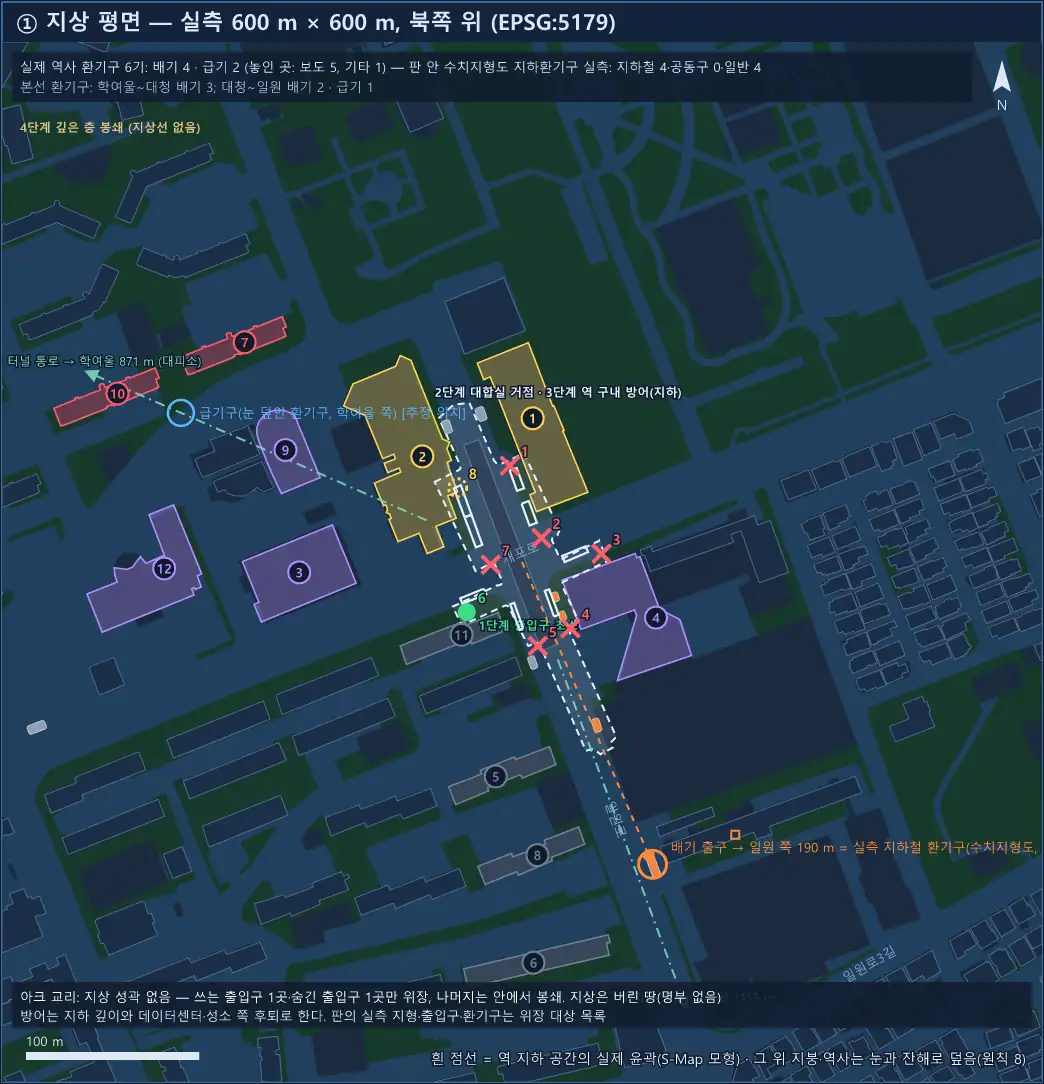 ① 지상 평면 — 실측 600 m × 600 m, 북쪽 위 (EPSG:5179)
실제 역사 환기구 6기: 배기 4 · 급기 2 (놓인 곳: 보도 5, 기타 1) — 판 안 수치지형도 지하환기구 실측: 지하철 4·공동구 0·일반 4
본선 환기구: 학여울~대청 배기 3; 대청~일원 배기 2 · 급기 1
N
4단계 깊은 층 봉쇄 (지상선 없음)
7
터널 통로 → 학여울 871 m (대피소)
10
2단계 대합실 거점 · 3단계 역 구내 방어(지하)
급기구(눈 덮인 환기구, 학여울 쪽) [추정 위치]
1
9
2
1
8
2
3
7
12
3
6
4
4
11
1단계 출입구
5
5
8
배기 출구 → 일원 쪽 190 m = 실측 지하철 환기구(수치지형도,
6
일원로3길
아크 교리: 지상 성곽 없음 — 쓰는 출입구 1곳·숨긴 출입구 1곳만 위장, 나머지는 안에서 봉쇄. 지상은 버린 땅(명부 없음)
방어는 지하 깊이와 데이터센터·성소 쪽 후퇴로 한다. 판의 실측 지형·출입구·환기구는 위장 대상 목록
100 m
흰 점선 = 역 지하 공간의 실제 윤곽(S-Map 모형) · 그 위 지붕·역사는 눈과 잔해로 덮음(원칙 8)